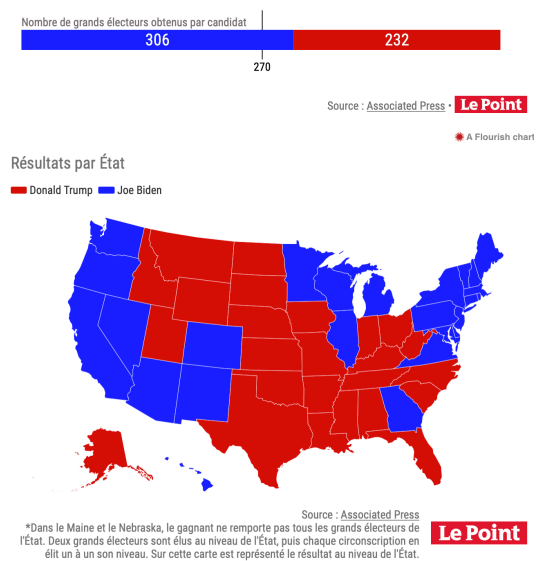 Nombre de grands électeurs obtenus par candidat
306 232
270
Source : Associated Press • Le Point
A Flourish chart
Résultats par État
Donald Trump Joe Biden
Source : Associated Press
*Dans le Maine et le Nebraska, le gagnant ne remporte pas tous les grands électeurs de
l'État. Deux grands électeurs sont élus au niveau de l'État, puis chaque circonscription en
élit un à un son niveau. Sur cette carte est représenté le résultat au niveau de l'État.
Le Point